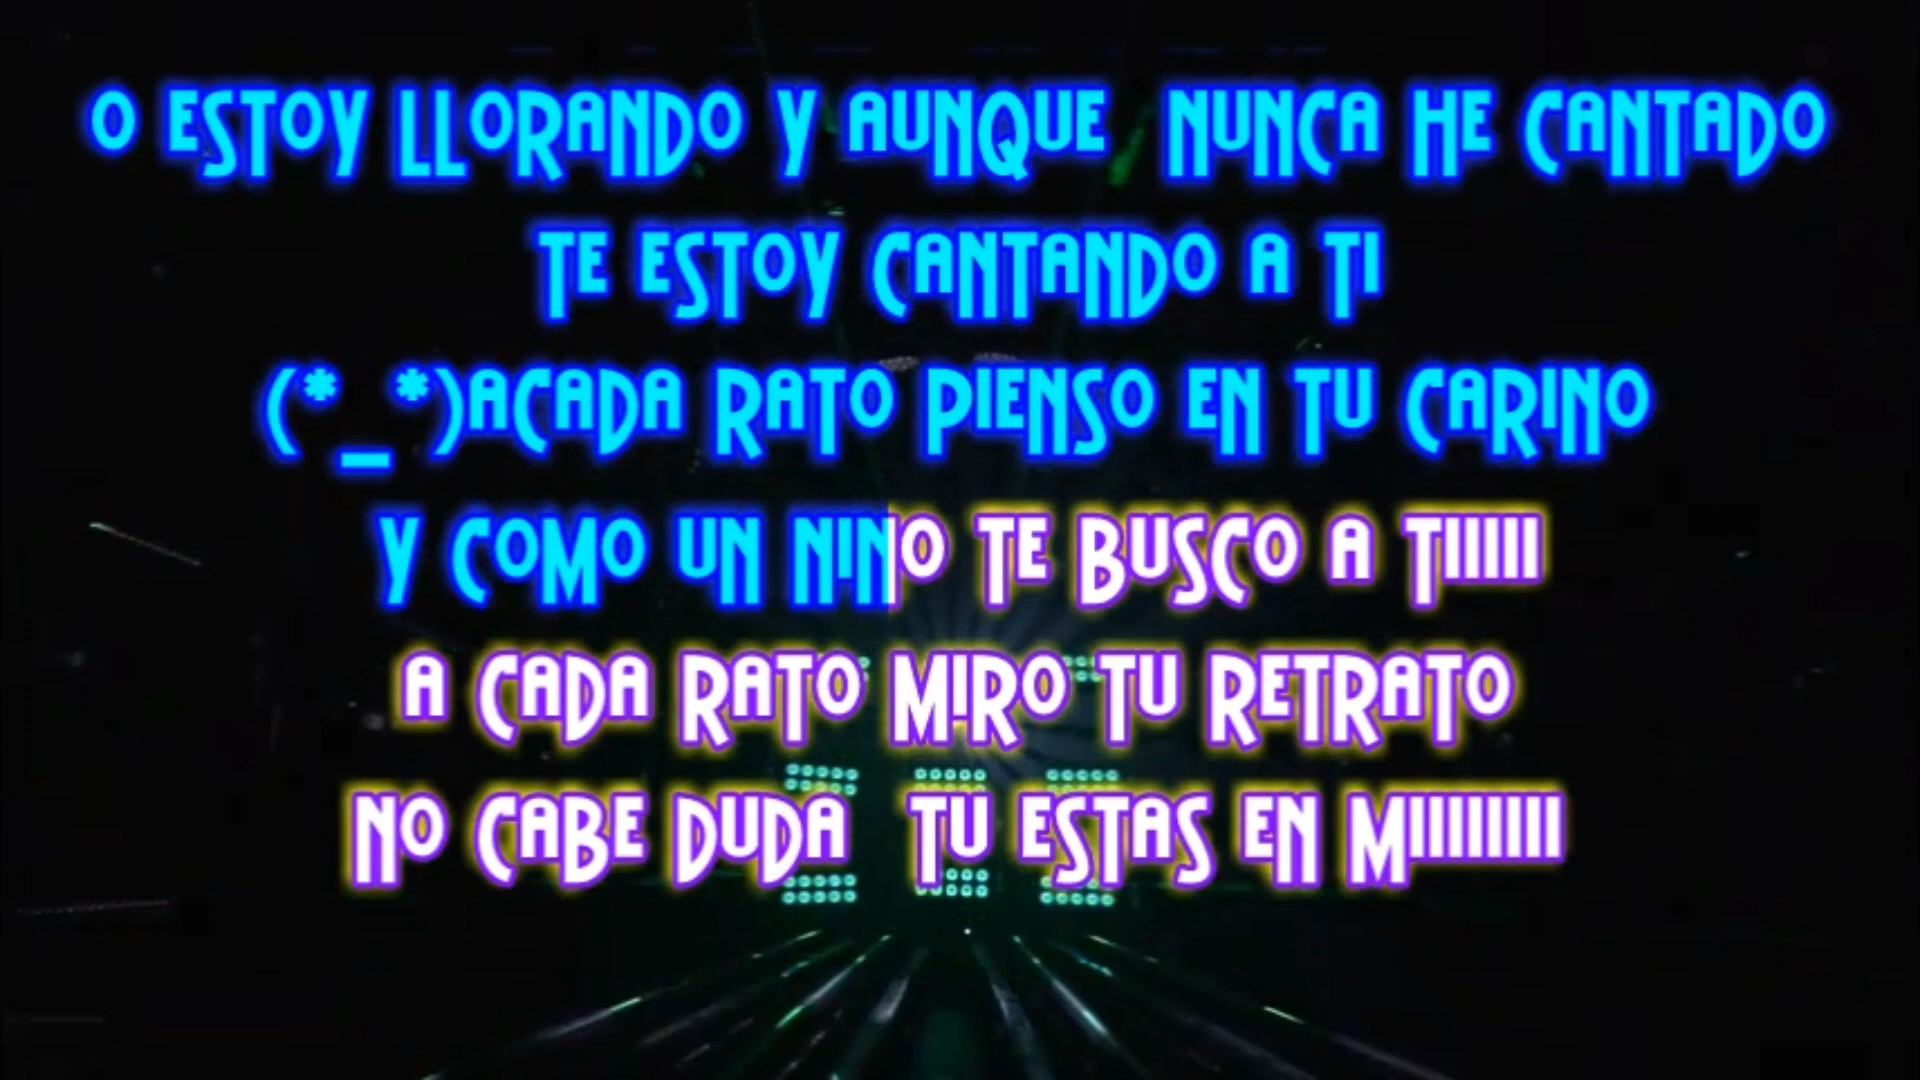 O ESTOY LLORANDO Y AUNQUE NUNCA HE CANTADO
TE ESTOY CANTANDO A TI
(*_*)ACADA RATO PIENSO EN TU CARINO
Y COMO UN NINO TE BUSCO A TIIIII
A CADA RATO MIRO TU RETRATO
NO CABE DUDA TU ESTAS EN MIIIIIIII